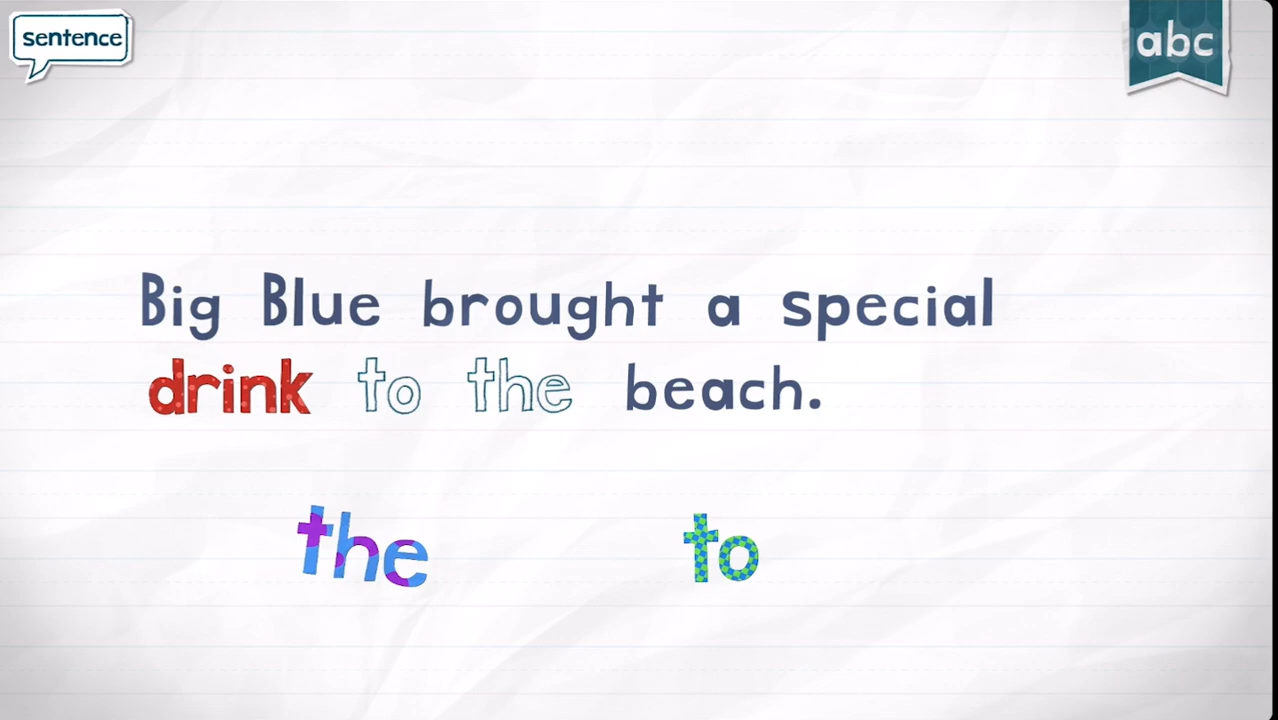 sentence
abc
Big Blue brought a special
drink to the beach.
the to